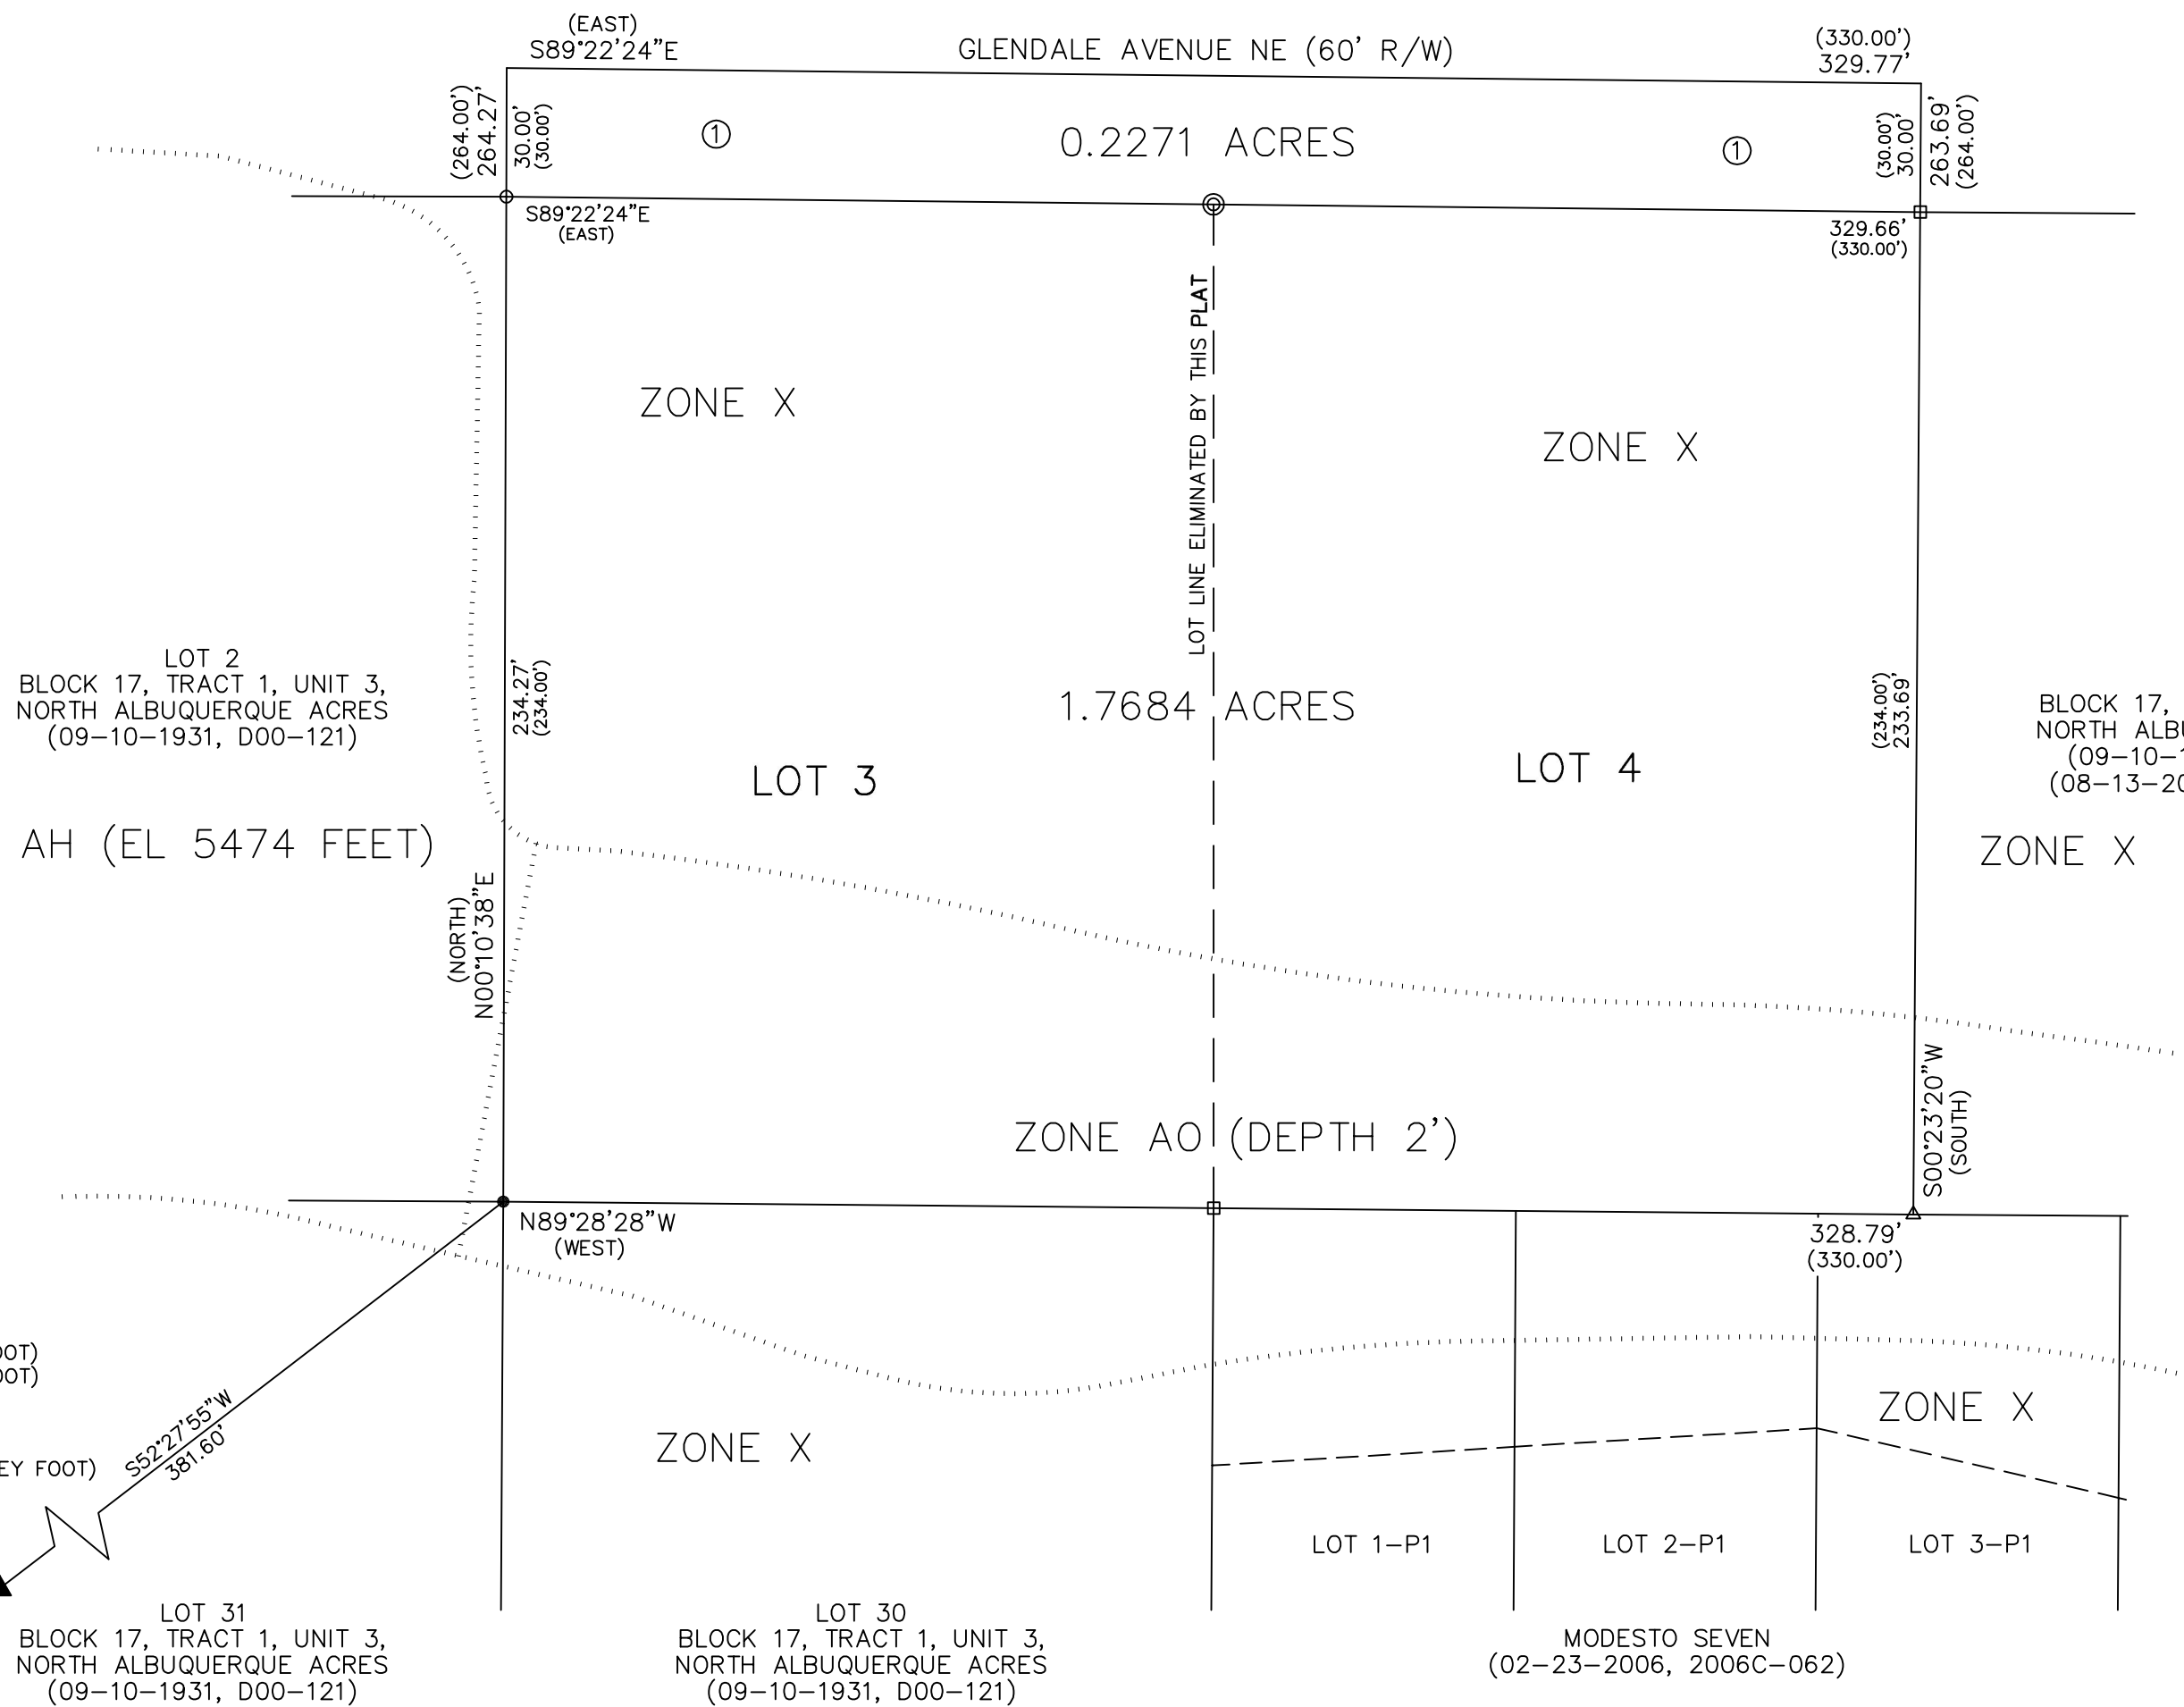 (EAST)
S89°22'24"E
GLENDALE AVENUE NE (60' R/W)
(330.00')
329.77'
(264.00')
264.27'
30.00'
(30.00')
1
0.2271 ACRES
1
(30.00')
30.00'
263.69'
(264.00')
S89°22'24"E
(EAST)
329.66'
(330.00')
LOT LINE ELIMINATED BY THIS PLAT
ZONE X
ZONE X
LOT 2
BLOCK 17, TRACT 1, UNIT 3,
NORTH ALBUQUERQUE ACRES
(09-10-1931, D00-121)
234.27'
(234.00')
1.7684 ACRES
(234.00')
233.69'
BLOCK 17,
NORTH ALBU
(09-10-1
(08-13-20
LOT 3
LOT 4
AH (EL 5474 FEET)
ZONE X
(NORTH)
N00°10'38"E
S00°23'20"W
(SOUTH)
ZONE AO (DEPTH 2')
N89°28'28"W
(WEST)
328.79'
(330.00')
OOT)
OOT)
S52°27'55"W
381.60'
EY FOOT)
ZONE X
ZONE X
LOT 1-P1
LOT 2-P1
LOT 3-P1
LOT 31
BLOCK 17, TRACT 1, UNIT 3,
NORTH ALBUQUERQUE ACRES
(09-10-1931, D00-121)
LOT 30
BLOCK 17, TRACT 1, UNIT 3,
NORTH ALBUQUERQUE ACRES
(09-10-1931, D00-121)
MODESTO SEVEN
(02-23-2006, 2006C-062)